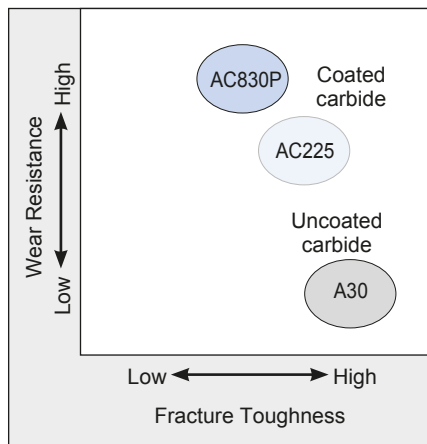 AC830P
Coated
carbide
AC225
Uncoated
carbide
A30
Wear Resistance
High
Low
Low
High
Fracture Toughness